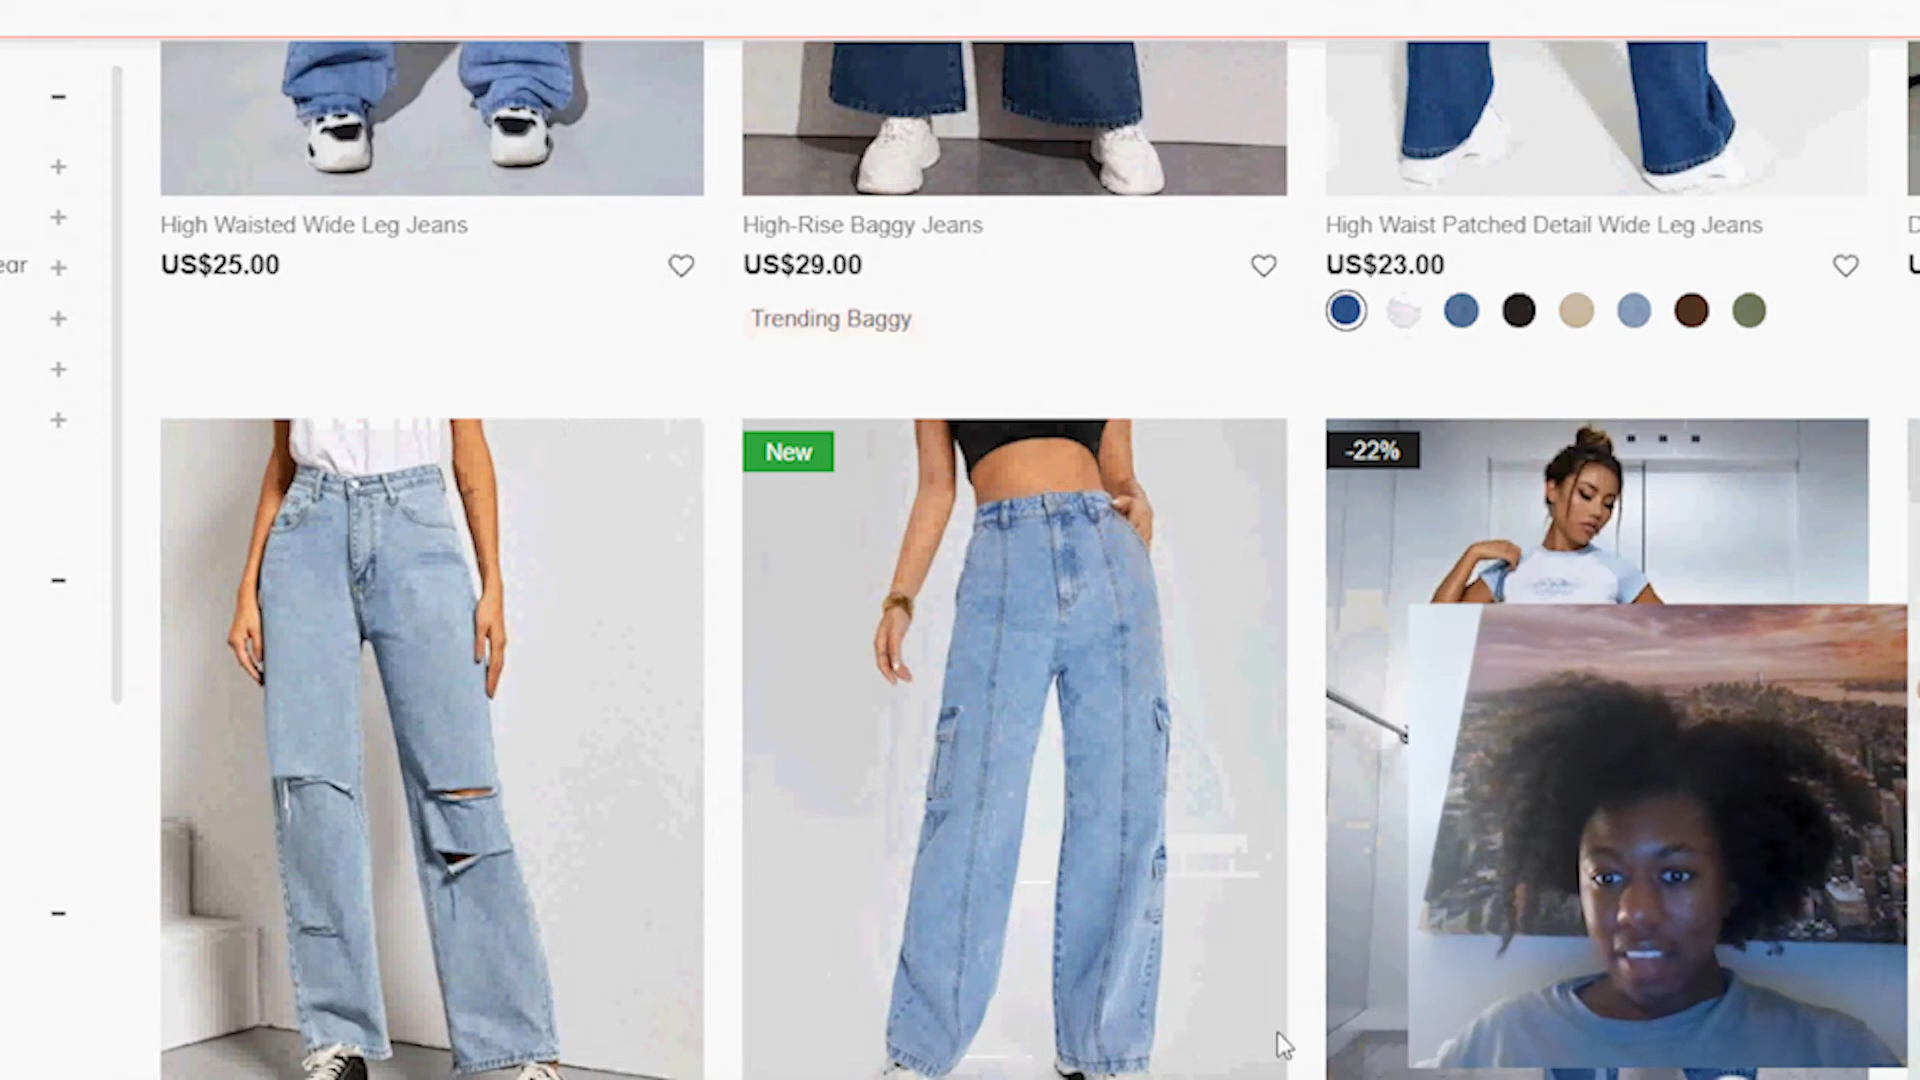 ear
High Waisted Wide Leg Jeans
US$25.00
High-Rise Baggy Jeans
US$29.00
Trending Baggy
High Waist Patched Detail Wide Leg Jeans
US$23.00
New
-22%